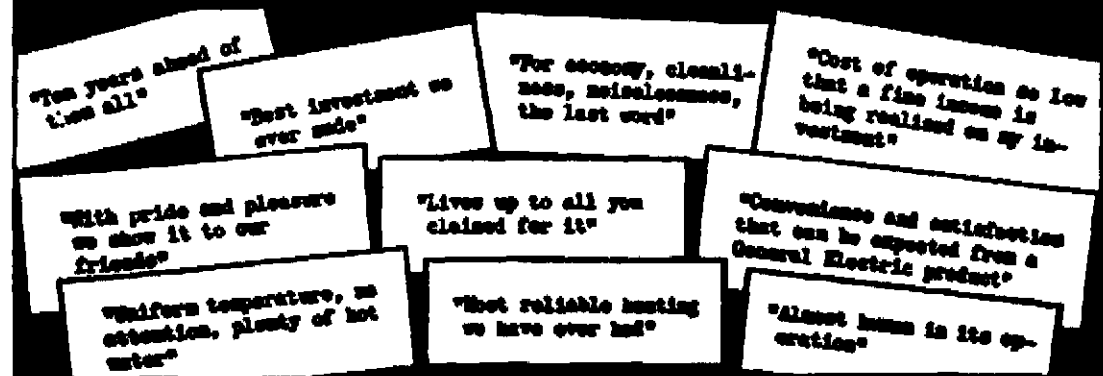 "Ten years ahead of
them all"
"Best investment we
ever made"
"For economy, cleanli-
ness, noiselessness,
the last word"
"Cost of operation so low
that a fine income is
being realized on my in-
vestment"
"With pride and pleasure
we show it to our
friends"
"Lives up to all you
claimed for it"
"Convenience and satisfaction
that can be expected from a
General Electric product"
"Uniform temperature, no
attention, plenty of hot
water"
"Most reliable heating
we have ever had"
"Almost human in its op-
eration"